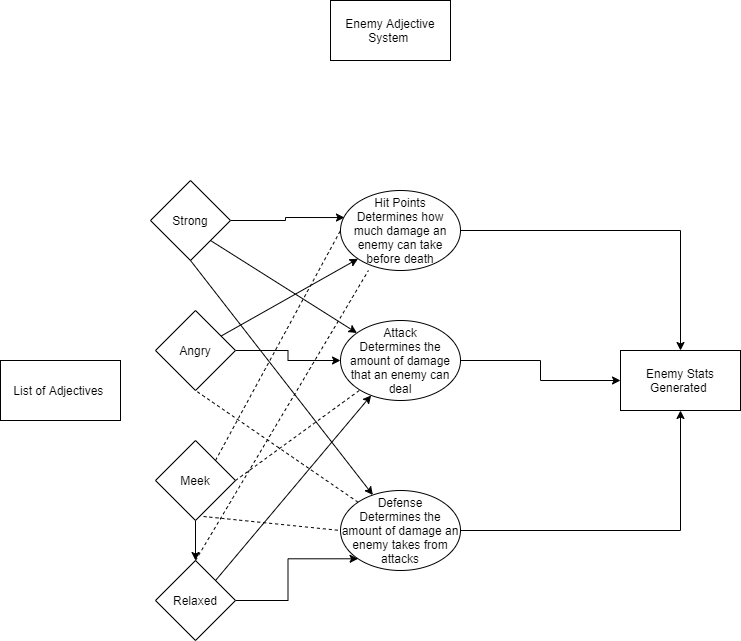 Enemy Adjective
System
Strong
Hit Points
Determines how
much damage an
enemy can take
before death
Angry
Attack
Determines the
amount of damage
that an enemy can
deal
Enemy Stats
Generated
List of Adjectives
Meek
Defense
Determines the
amount of damage an
enemy takes from
attacks
Relaxed